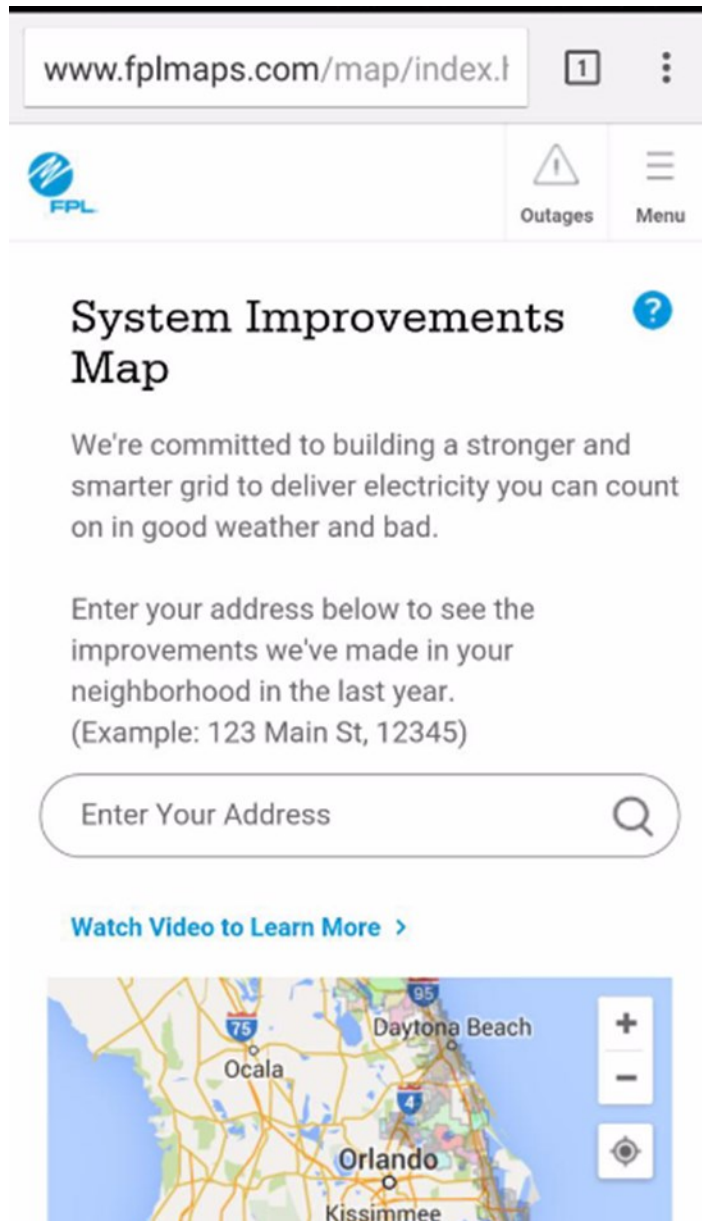 www.fplmaps.com/map/index.h
1
FPL
Outages
Menu
System Improvements
Map
?
We're committed to building a stronger and
smarter grid to deliver electricity you can count
on in good weather and bad.
Enter your address below to see the
improvements we've made in your
neighborhood in the last year.
(Example: 123 Main St, 12345)
Enter Your Address
Watch Video to Learn More >
95
75
Daytona Beach
Ocala
4
Orlando
Kissimmee